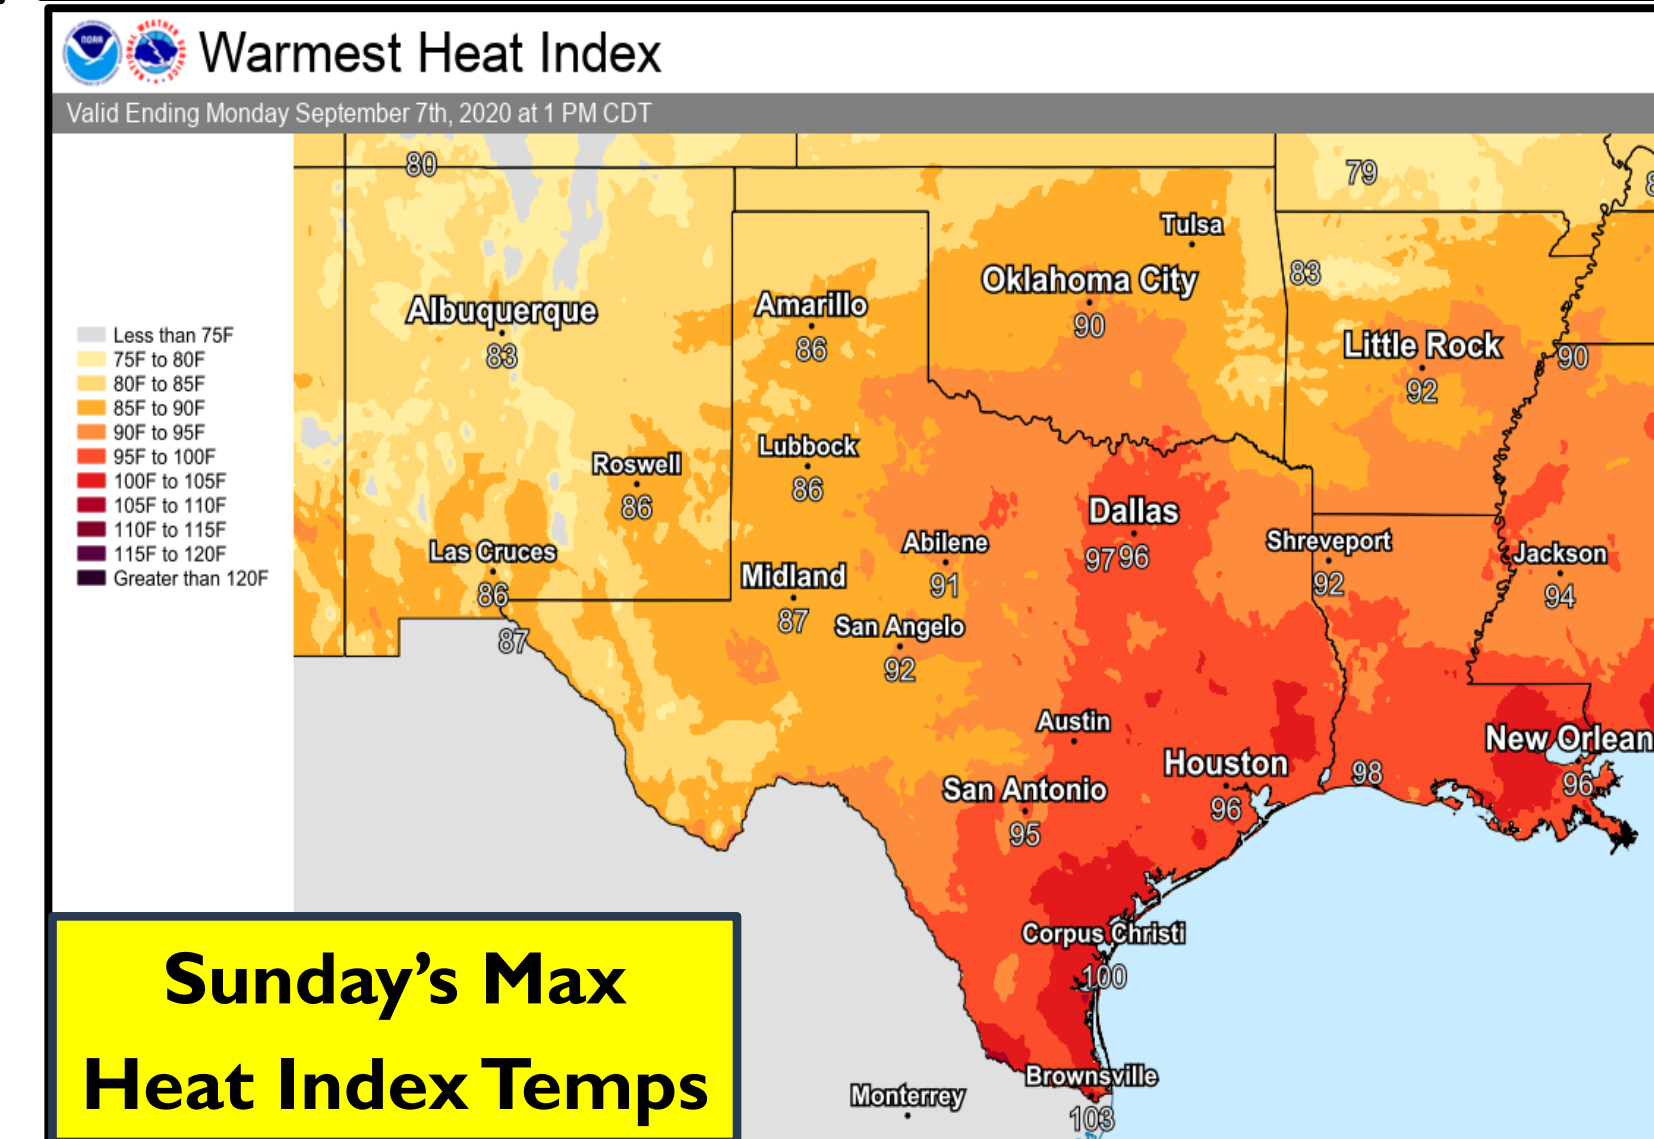 Warmest Heat Index
Valid Ending Monday September 7th, 2020 at 1 PM CDT
Less than 75F
75F to 80F
80F to 85F
85F to 90F
90F to 95F
95F to 100F
100F to 105F
105F to 110F
110F to 115F
115F to 120F
Greater than 120F
80
79
Tulsa
Oklahoma City
90
83
Albuquerque
83
Amarillo
86
Little Rock
92
90
Lubbock
86
Roswell
86
Dallas
97 96
Abilene
91
Shreveport
92
Jackson
94
Las Cruces
86
87
Midland
87
San Angelo
92
Austin
Houston
96
98
New Orlean
96
San Antonio
95
Corpus Christi
100
Brownsville
103
Monterrey
Sunday's Max
Heat Index Temps